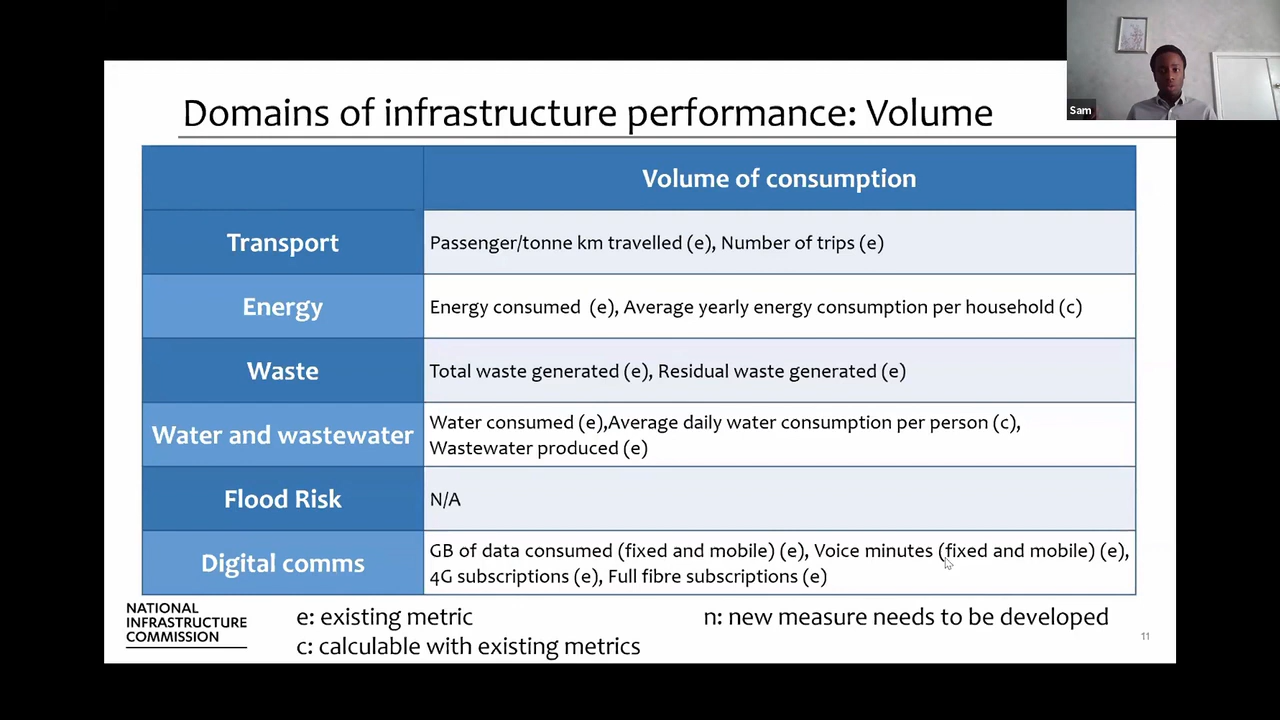 Domains of infrastructure performance: Volume
Sam
Volume of consumption
Transport
Passenger/tonne km travelled (e), Number of trips (e)
Energy
Energy consumed (e), Average yearly energy consumption per household (c)
Waste
Total waste generated (e), Residual waste generated (e)
Water and wastewater
Water consumed (e),Average daily water consumption per person (c),
Wastewater produced (e)
Flood Risk
N/A
Digital comms
GB of data consumed (fixed and mobile) (e), Voice minutes (fixed and mobile) (e),
4G subscriptions (e), Full fibre subscriptions (e)
NATIONAL
INFRASTRUCTURE
COMMISSION
e: existing metric
n: new measure needs to be developed
c: calculable with existing metrics
11